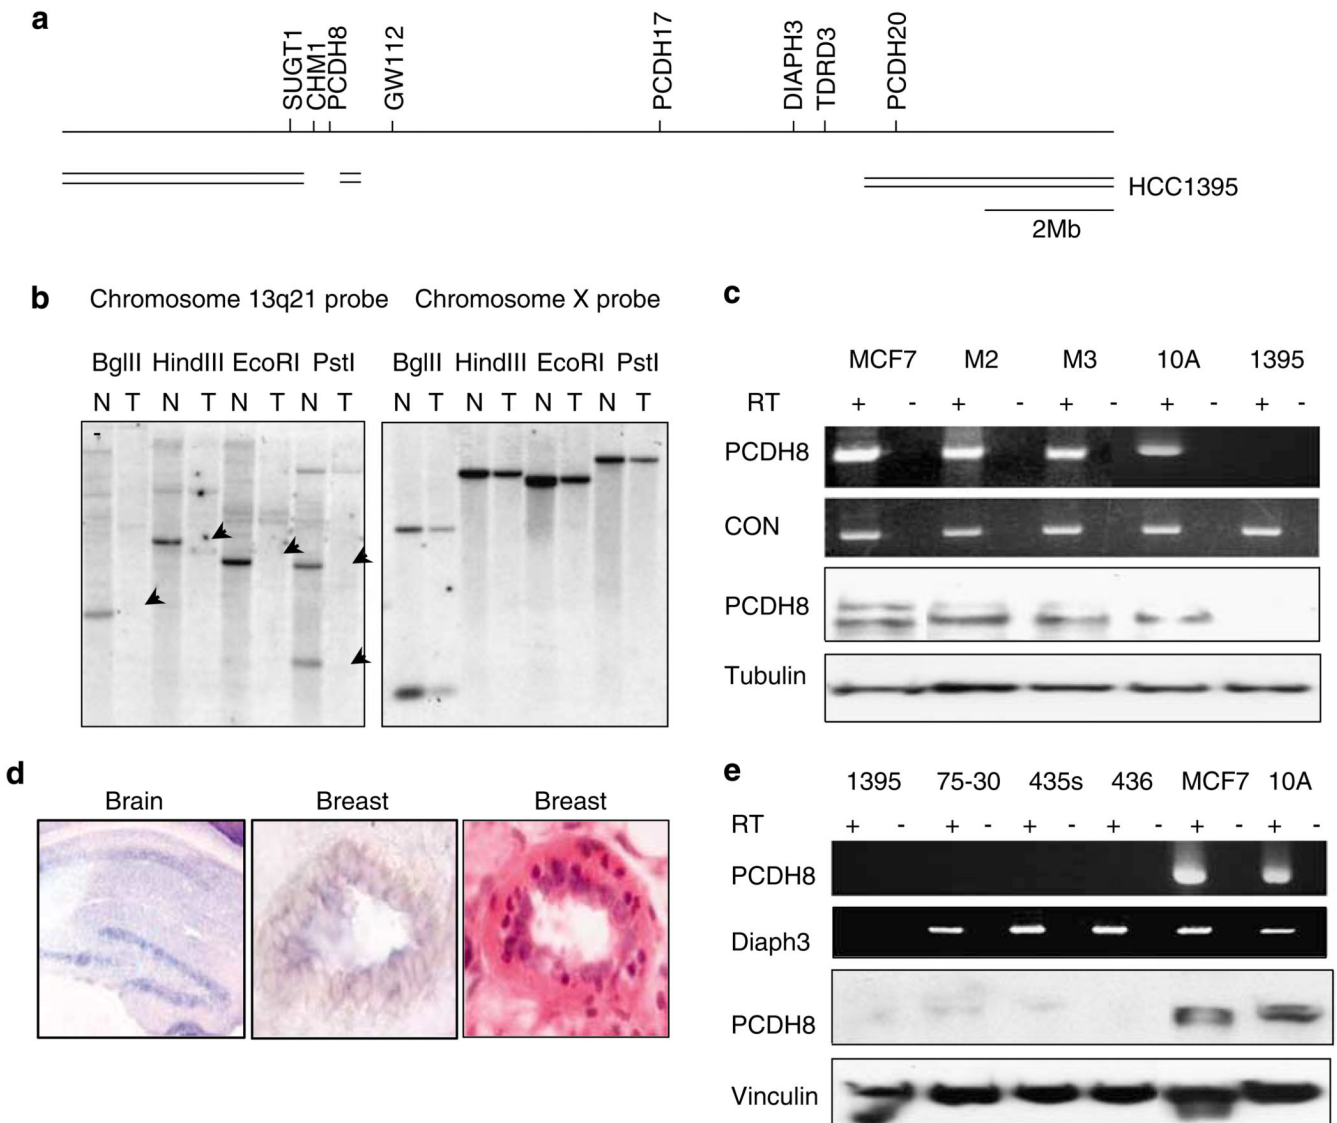 a
SUGT1 CHM1 PCDH8 GW112 PCDH17 DIAPH3 TDRD3 PCDH20
HCC1395
2Mb
b
Chromosome 13q21 probe Chromosome X probe
BglII HindIII EcoRI PstI BglII HindIII EcoRI PstI
N T N T N T N T N T N T N T N T
c
MCF7 M2 M3 10A 1395
RT + - + - + - + - + -
PCDH8
CON
PCDH8
Tubulin
d
Brain Breast Breast
e
1395 75-30 435s 436 MCF7 10A
RT + - + - + - + - + - + -
PCDH8
Diaph3
PCDH8
Vinculin